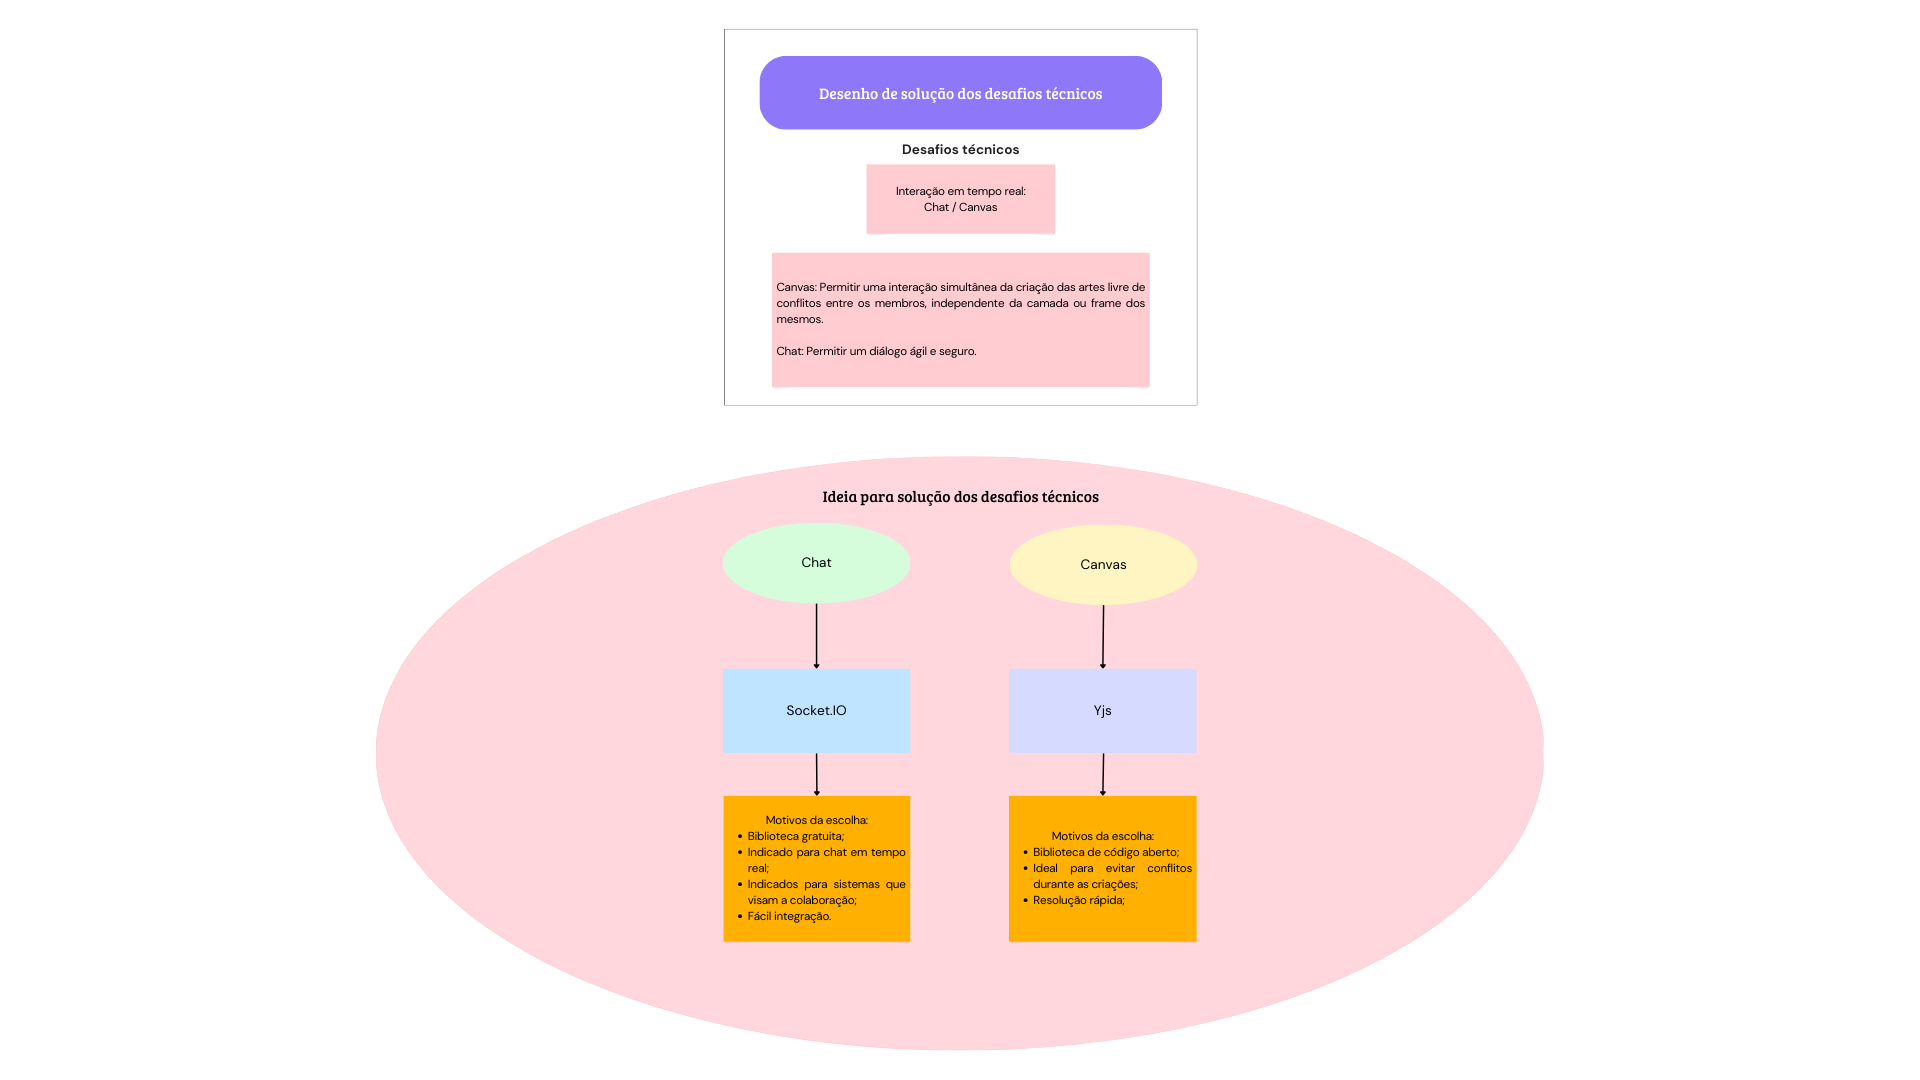 Desenho de solução dos desafios técnicos
Desafios técnicos
Interação em tempo real:
Chat / Canvas
Canvas: Permitir uma interação simultânea da criação das artes livre de
conflitos entre os membros, independente da camada ou frame dos
mesmos.
Chat: Permitir um diálogo ágil e seguro.
Ideia para solução dos desafios técnicos
Chat
Socket.IO
Motivos da escolha:
• Biblioteca gratuita;
• Indicado para chat em tempo
real;
• Indicados para sistemas que
visam a colaboração;
• Fácil integração.
Canvas
Yjs
Motivos da escolha:
• Biblioteca de código aberto;
• Ideal para evitar conflitos
durante as criações;
• Resolução rápida;